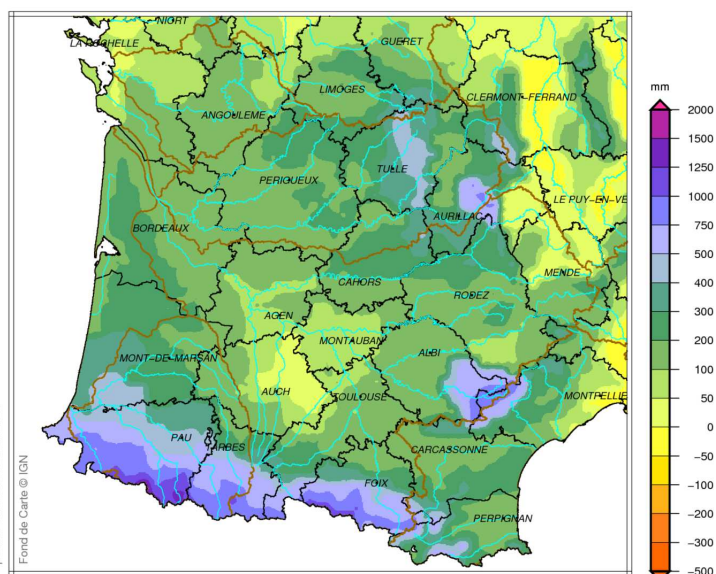 NIORT
LA ROCHELLE
GUERET
LIMOGES
CLERMONT-FERRAND
ANGOULEME
TULLE
PERIGUEUX
LE PUY-EN-VE
AURILLAC
BORDEAUX
MENDE
CAHORS
RODEZ
AGEN
MONTAUBAN
ALBI
MONT-DE-MARSAN
AUCH
TOULOUSE
MONTPELLIE
PAU
TARBES
CARCASSONNE
FOIX
PERPIGNAN
Fond de Carte © IGN
mm
2000
1500
1250
1000
750
500
400
300
200
100
50
0
−50
−100
−200
−300
−500